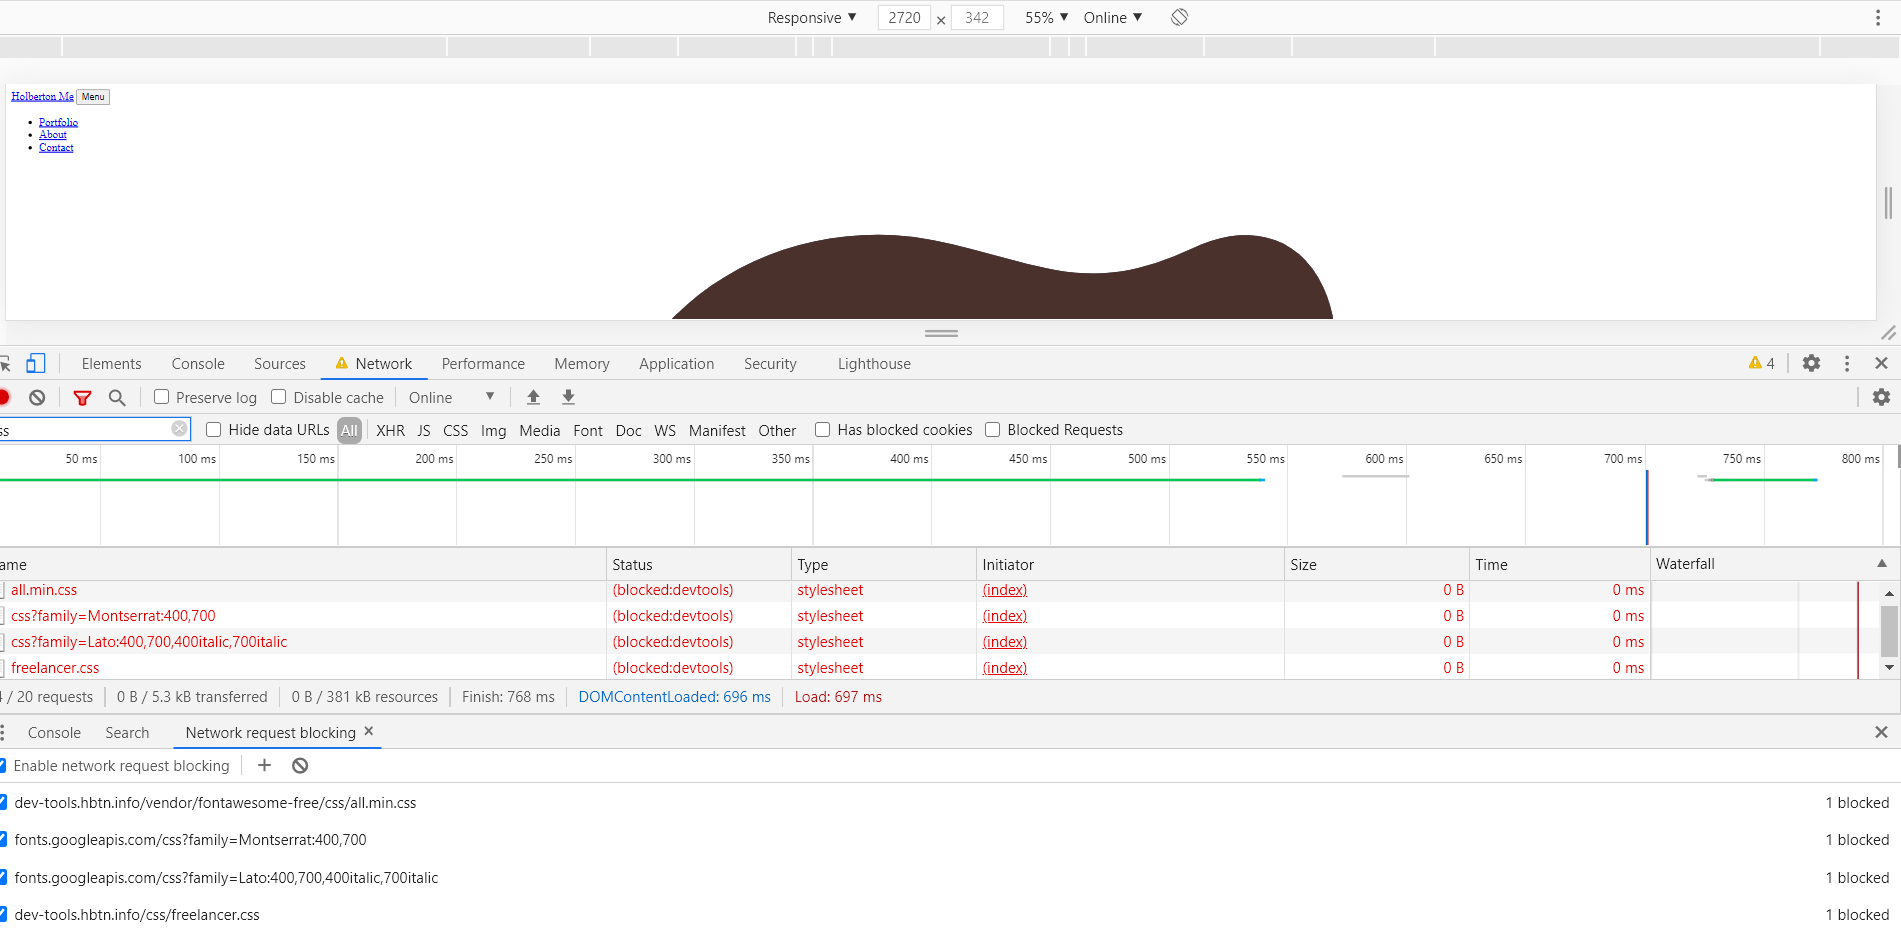 Responsive ▼ 2720 × 342 55% ▼ Online ▼
Holberton Me Menu
Portfolio
About
Contact
Elements Console Sources Network Performance Memory Application Security Lighthouse 4
Preserve log Disable cache Online ▼
ss Hide data URLs All XHR JS CSS Img Media Font Doc WS Manifest Other Has blocked cookies Blocked Requests
50 ms 100 ms 150 ms 200 ms 250 ms 300 ms 350 ms 400 ms 450 ms 500 ms 550 ms 600 ms 650 ms 700 ms 750 ms 800 ms
ame Status Type Initiator Size Time Waterfall
all.min.css (blocked:devtools) stylesheet (index) 0 B 0 ms
css?family=Montserrat:400,700 (blocked:devtools) stylesheet (index) 0 B 0 ms
css?family=Lato:400,700,400italic,700italic (blocked:devtools) stylesheet (index) 0 B 0 ms
freelancer.css (blocked:devtools) stylesheet (index) 0 B 0 ms
/ 20 requests 0 B / 5.3 kB transferred 0 B / 381 kB resources Finish: 768 ms DOMContentLoaded: 696 ms Load: 697 ms
Console Search Network request blocking ×
Enable network request blocking
dev-tools.hbtn.info/vendor/fontawesome-free/css/all.min.css 1 blocked
fonts.googleapis.com/css?family=Montserrat:400,700 1 blocked
fonts.googleapis.com/css?family=Lato:400,700,400italic,700italic 1 blocked
dev-tools.hbtn.info/css/freelancer.css 1 blocked